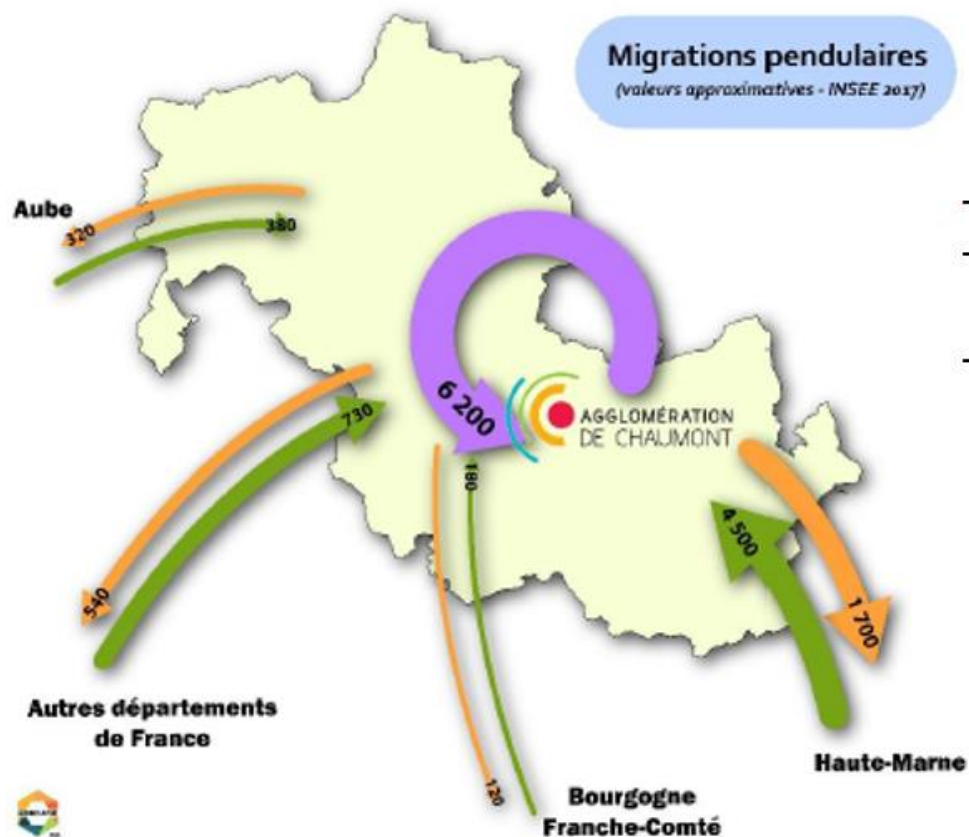 Migrations pendulaires
(valeurs approximatives - INSEE 2017)
Aube
320
380
6 200
AGGLOMÉRATION
DE CHAUMONT
730
180
4 500
540
1 700
Autres départements
de France
120
Bourgogne
Franche-Comté
Haute-Marne